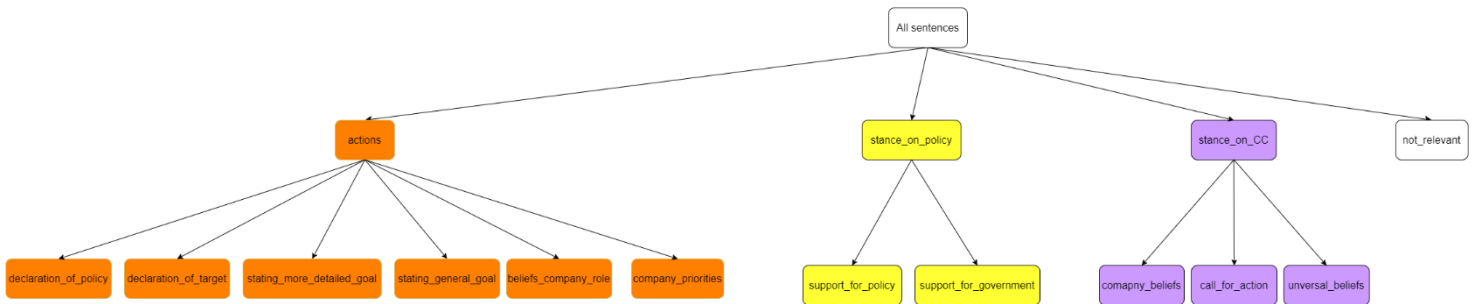 All sentences
actions
stance_on_policy
stance_on_CC
not_relevant
declaration_of_policy
declaration_of_target
stating_more_detailed_goal
stating_general_goal
beliefs_company_role
company_priorities
support_for_policy
support_for_government
comapny_beliefs
call_for_action
unversal_beliefs